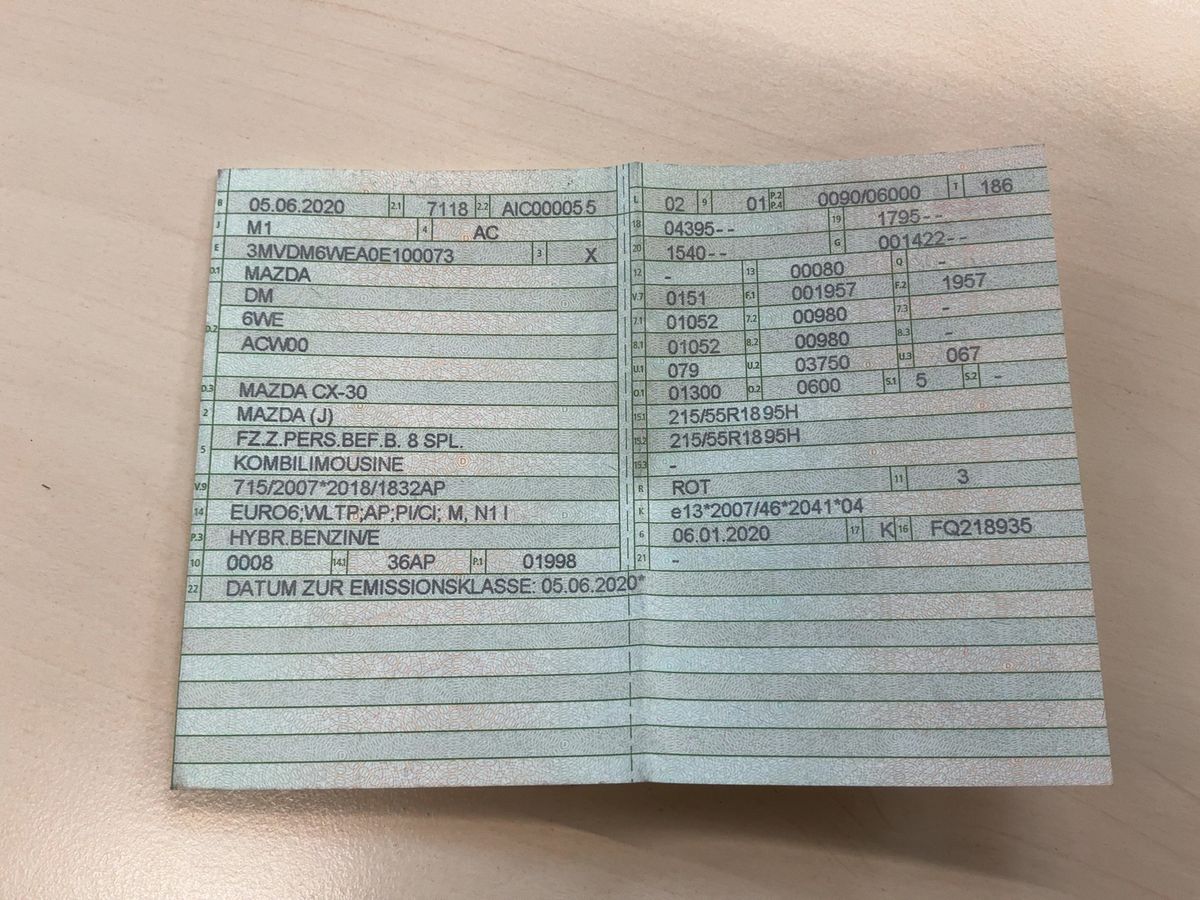 B 05.06.2020 2.1 7118 2.2 AIC000055
J M1 4 AC
E 3MVDM6WEA0E100073 3 X
D.1 MAZDA
DM
D.2 6WE
ACW00
D.3 MAZDA CX-30
2 MAZDA (J)
5 FZ.Z.PERS.BEF.B. 8 SPL.
KOMBILIMOUSINE
V.9 715/2007*2018/1832AP
14 EURO6;WLTP;AP;PI/CI; M, N1 I
P.3 HYBR.BENZIN/E
10 0008 14.1 36AP P.1 01998
22 DATUM ZUR EMISSIONSKLASSE: 05.06.2020*
L 02 9 01 P.2 P.4 0090/06000 T 186
18 04395-- 19 1795--
20 1540-- G 001422--
12 - 13 00080 Q -
V.7 0151 F.1 001957 F.2 1957
7.1 01052 7.2 00980 7.3 -
8.1 01052 8.2 00980 8.3 -
U.1 079 U.2 03750 U.3 067
O.1 01300 O.2 0600 S.1 5 S.2 -
15.1 215/55R18 95H
15.2 215/55R18 95H
15.3 -
R ROT 11 3
K e13*2007/46*2041*04
6 06.01.2020 17 K 16 FQ218935
21 -